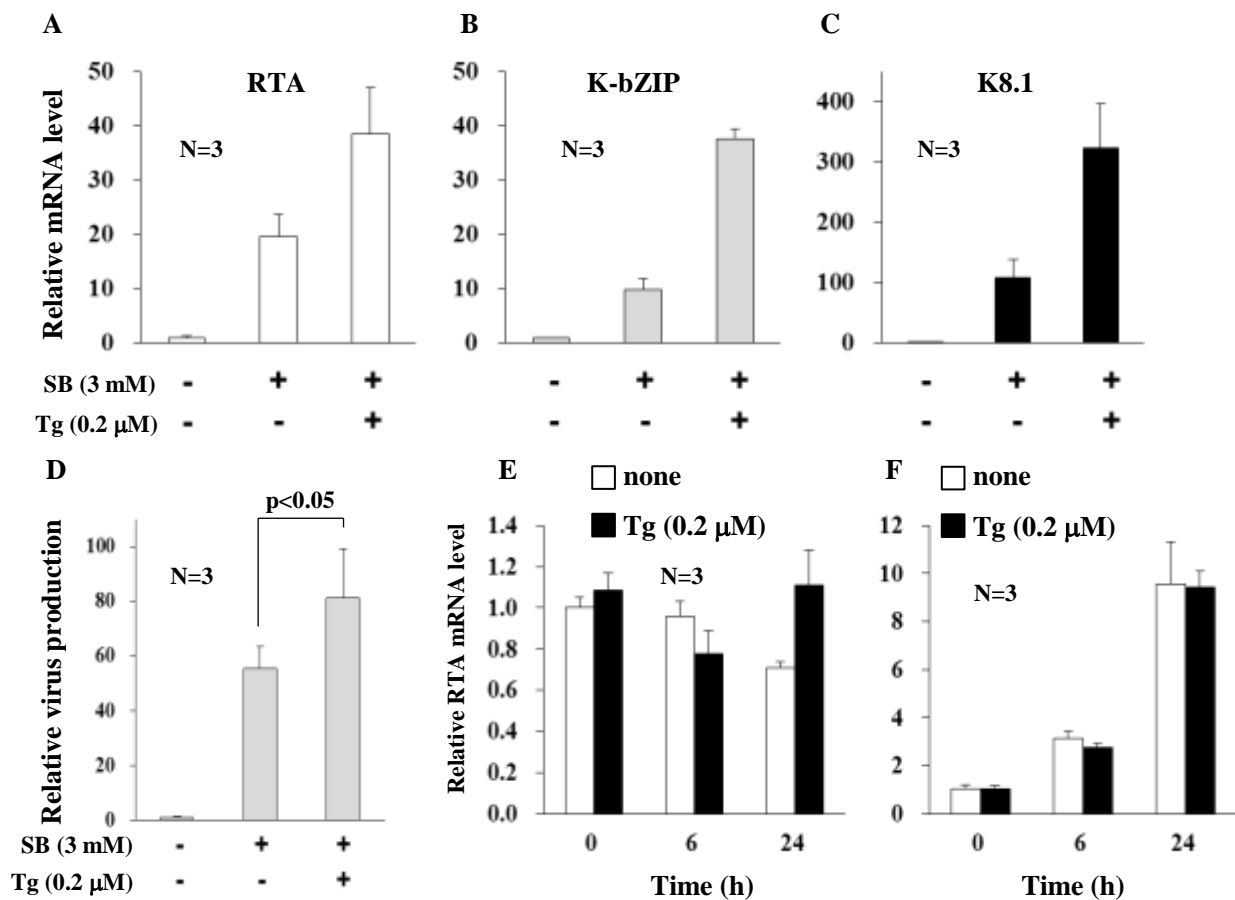 A
B
C
RTA
K-bZIP
K8.1
Relative mRNA level
50
40
30
20
10
0
N=3
50
40
30
20
10
0
N=3
400
300
200
100
0
N=3
SB (3 mM) - + + - + + - + +
Tg (0.2 μM) - - + - - + - - +
D
E
F
none
Tg (0.2 μM)
none
Tg (0.2 μM)
p<0.05
Relative virus production
100
80
60
40
20
0
N=3
SB (3 mM) - + +
Tg (0.2 μM) - - +
Relative RTA mRNA level
1.4
1.2
1.0
0.8
0.6
0.4
0.2
0.0
N=3
0 6 24
Time (h)
12
10
8
6
4
2
0
N=3
0 6 24
Time (h)